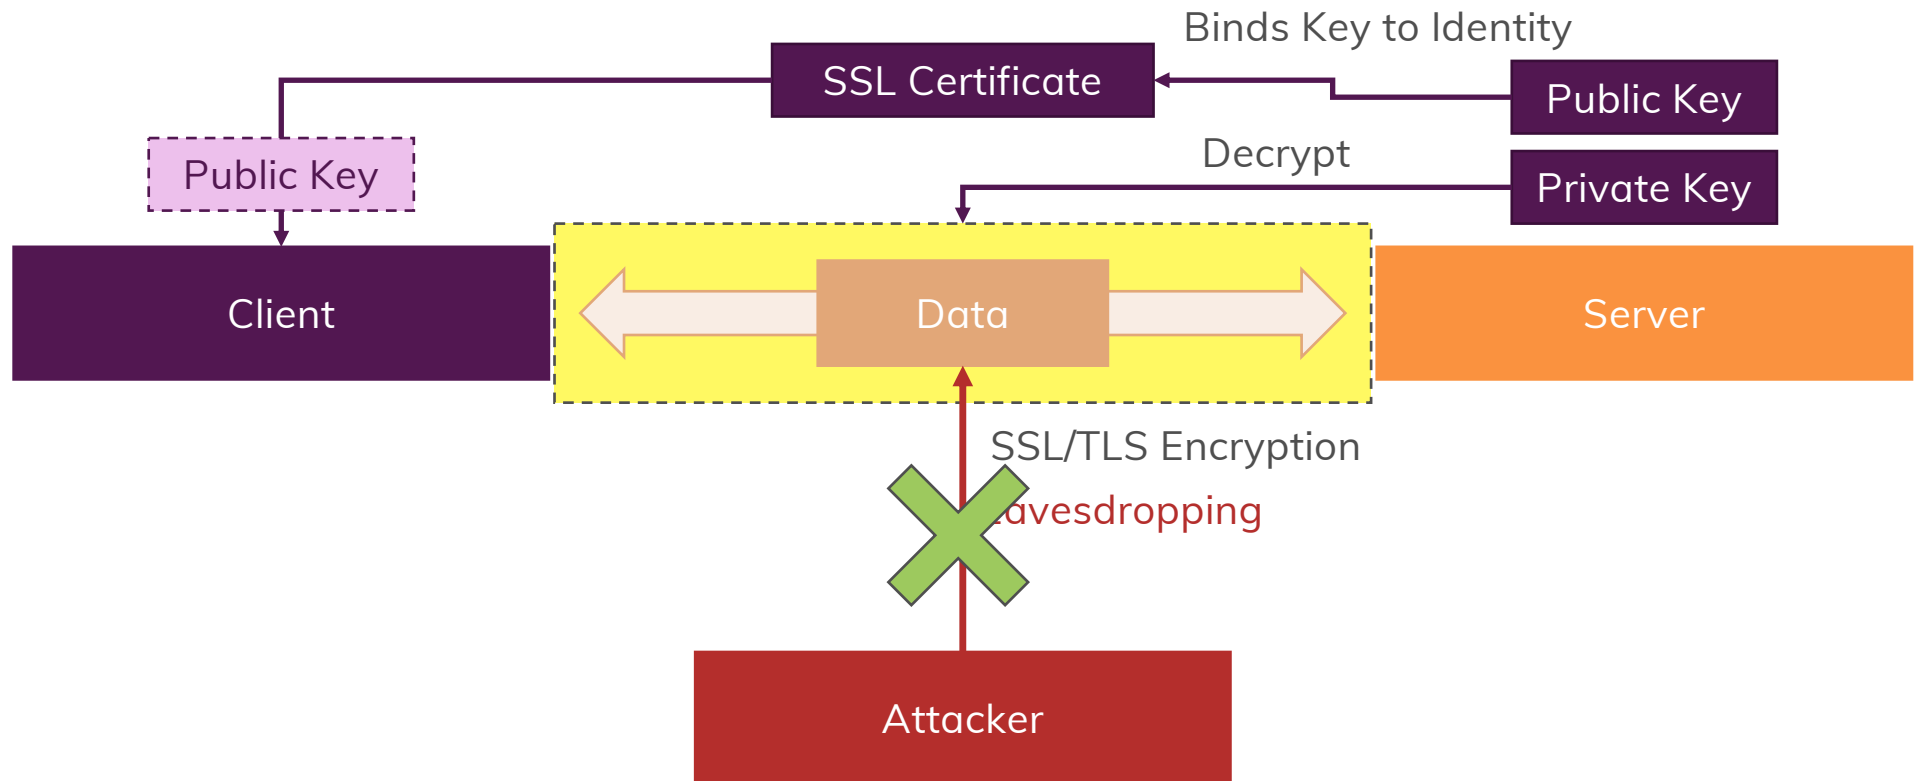 Binds Key to Identity
SSL Certificate
Public Key
Decrypt
Public Key
Private Key
Client
Data
Server
SSL/TLS Encryption
avesdropping
Attacker